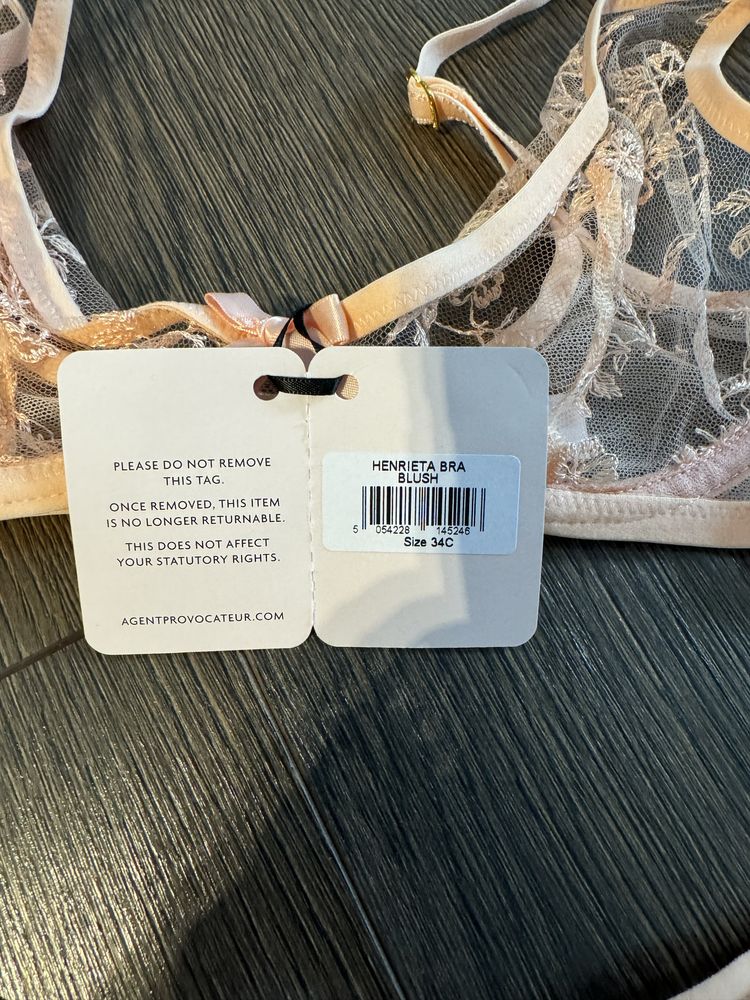 PLEASE DO NOT REMOVE
THIS TAG.
ONCE REMOVED, THIS ITEM
IS NO LONGER RETURNABLE.
THIS DOES NOT AFFECT
YOUR STATUTORY RIGHTS.
AGENTPROVOCATEUR.COM
HENRIETA BRA
BLUSH
5 054228 145246
Size 34C